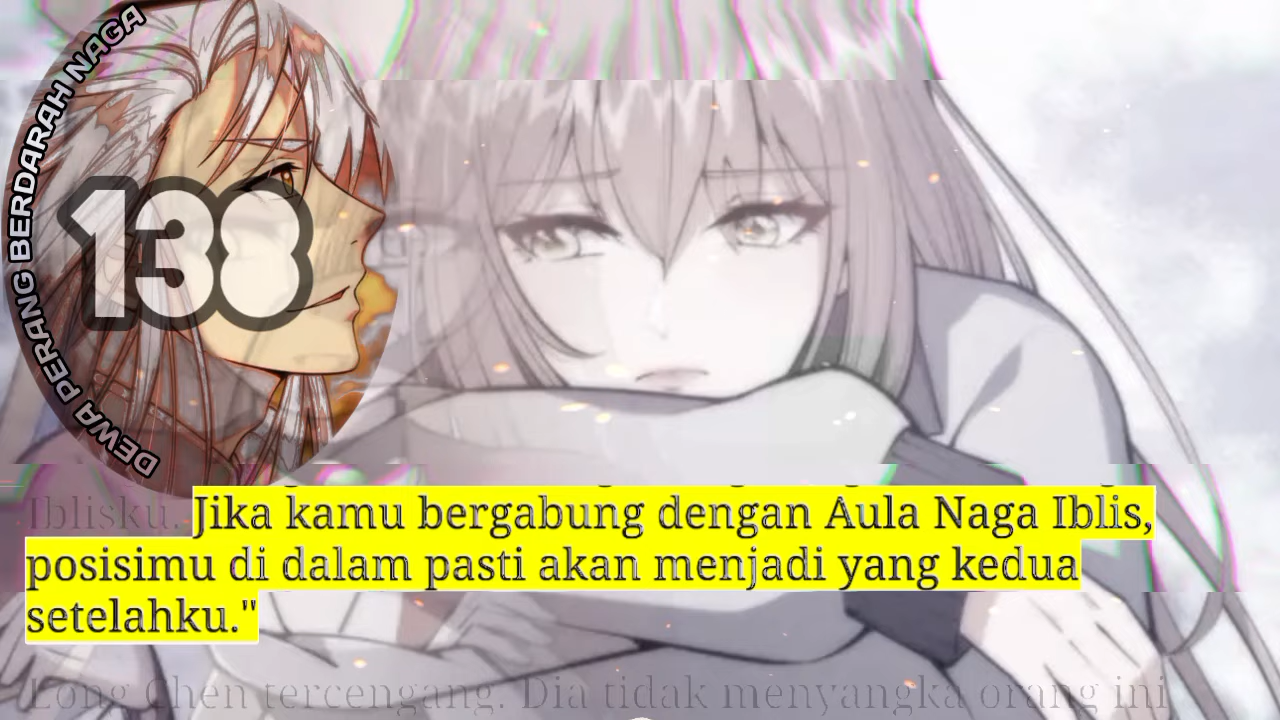 DEWA PERANG BERDARAH NAGA
138
Iblisku. Jika kamu bergabung dengan Aula Naga Iblis,
posisimu di dalam pasti akan menjadi yang kedua
setelahku."
Long Chen tercengang. Dia tidak menyangka orang ini